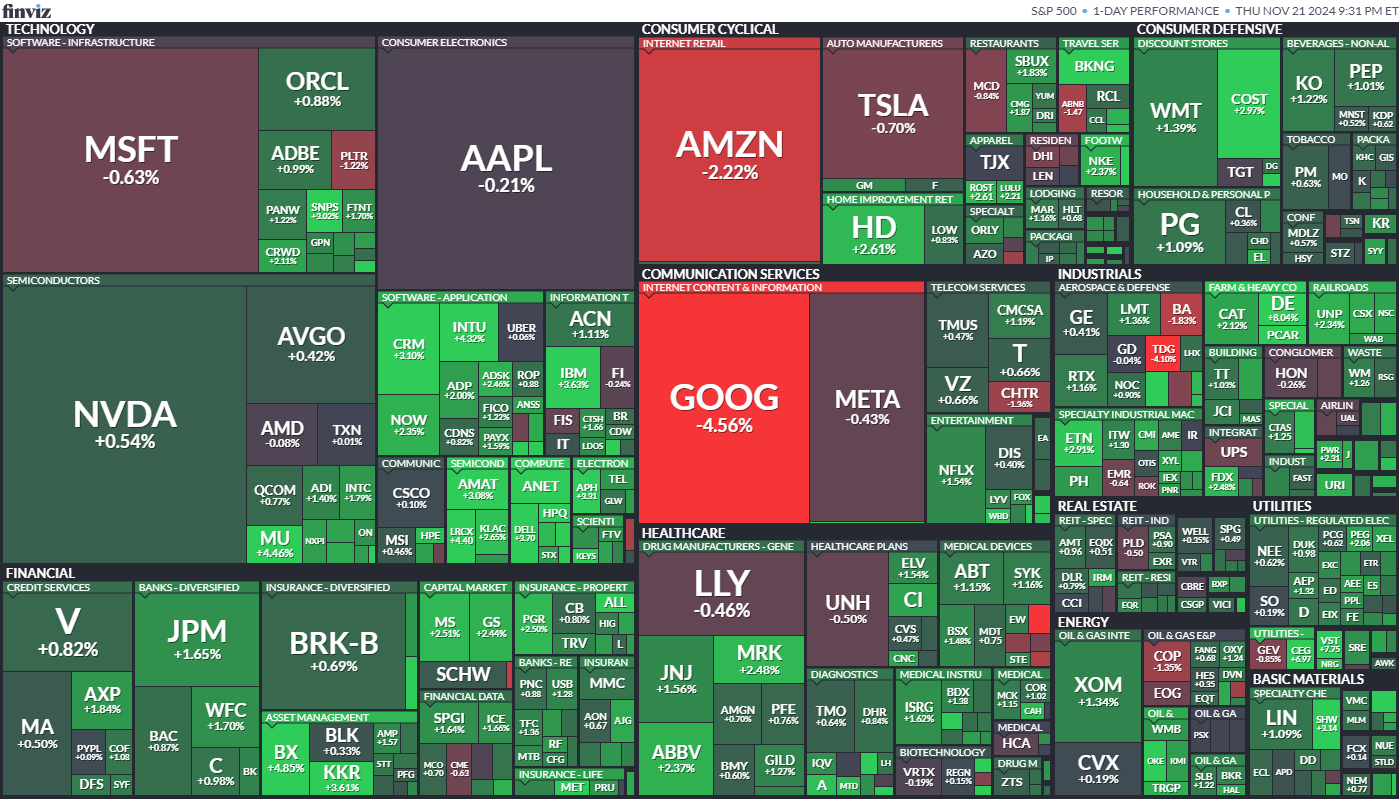 finviz
S&P 500 • 1-DAY PERFORMANCE • THU NOV 21 2024 9:31 PM ET
TECHNOLOGY
SOFTWARE - INFRASTRUCTURE
MSFT
-0.63%
ORCL
+0.88%
ADBE
+0.99%
PLTR
-1.22%
PANW
+1.22%
SNPS
+3.02%
FTNT
+1.70%
CRWD
+2.11%
GPN
CONSUMER ELECTRONICS
AAPL
-0.21%
SEMICONDUCTORS
NVDA
+0.54%
AVGO
+0.42%
AMD
-0.08%
TXN
+0.01%
QCOM
+0.77%
ADI
+1.40%
INTC
+1.79%
MU
+4.46%
NXPI
ON
SOFTWARE - APPLICATION
CRM
+3.10%
INTU
+4.32%
UBER
+0.06%
NOW
+2.35%
ADP
+2.00%
ADSK
+2.46%
ROP
+0.88
FICO
+1.22%
ANSS
CDNS
+0.82%
PAYX
+1.59%
INFORMATION T
ACN
+1.11%
IBM
+3.63%
FI
-0.24%
FIS
CTSH
+1.66
BR
CDW
IT
LDOS
COMMUNIC
CSCO
+0.10%
MSI
+0.46%
HPE
SEMICOND
AMAT
+3.08%
LRCX
+4.40
KLAC
+2.65%
COMPUTE
ANET
DELL
+3.70
HPQ
STX
ELECTRON
APH
+3.31
TEL
GLW
SCIENTI
FTV
KEYS
CONSUMER CYCLICAL
INTERNET RETAIL
AMZN
-2.22%
AUTO MANUFACTURERS
TSLA
-0.70%
GM
F
HOME IMPROVEMENT RET
HD
+2.61%
LOW
+0.83%
RESTAURANTS
MCD
-0.84%
SBUX
+1.83%
CMG
+1.87
YUM
DRI
TRAVEL SER
BKNG
ABNB
-1.47
RCL
CCL
APPAREL
TJX
ROST
+2.61
LULU
+2.21
RESIDEN
DHI
LEN
FOOTW
NKE
+2.37%
LODGING
MAR
+1.16%
HLT
+0.68
RESOR
SPECIALT
ORLY
AZO
PACKAGI
IP
CONSUMER DEFENSIVE
DISCOUNT STORES
WMT
+1.39%
COST
+2.97%
TGT
DG
BEVERAGES - NON-AL
KO
+1.22%
PEP
+1.01%
MNST
+0.52%
KDP
+0.62
TOBACCO
PM
+0.63%
MO
PACKA
KHC
GIS
K
HOUSEHOLD & PERSONAL P
PG
+1.09%
CL
+0.36%
CHD
EL
CONF
MDLZ
+0.57%
HSY
TSN
STZ
KR
SYY
COMMUNICATION SERVICES
INTERNET CONTENT & INFORMATION
GOOG
-4.56%
META
-0.43%
TELECOM SERVICES
TMUS
+0.47%
CMCSA
+1.19%
T
+0.66%
VZ
+0.66%
CHTR
-1.36%
ENTERTAINMENT
NFLX
+1.54%
DIS
+0.40%
LYV
FOX
WBD
EA
INDUSTRIALS
AEROSPACE & DEFENSE
GE
+0.41%
LMT
+1.36%
BA
-1.83%
RTX
+1.16%
GD
-0.04%
TDG
-4.10%
LHX
NOC
+0.90%
FARM & HEAVY CO
CAT
+2.12%
DE
+8.04%
PCAR
RAILROADS
UNP
+2.34%
CSX
NSC
WAB
BUILDING
TT
+1.03%
JCI
MAS
CONGLOMER
HON
-0.26%
WASTE
WM
+1.26
RSG
SPECIALTY INDUSTRIAL MAC
ETN
+2.91%
ITW
+1.30
CMI
AME
IR
PH
EMR
-0.64
OTIS
XYL
ROK
IEX
PNR
INTEGRAT
UPS
FDX
+2.48%
SPECIAL
CTAS
+1.25
AIRLIN
UAL
INDUST
FAST
PWR
+2.31
J
URI
HEALTHCARE
DRUG MANUFACTURERS - GENE
LLY
-0.46%
JNJ
+1.56%
MRK
+2.48%
ABBV
+2.37%
AMGN
+0.70%
PFE
+0.76%
BMY
+0.60%
GILD
+1.27%
HEALTHCARE PLANS
UNH
-0.50%
ELV
+1.54%
CI
CVS
+0.47%
CNC
MEDICAL DEVICES
ABT
+1.15%
SYK
+1.16%
BSX
+1.48%
MDT
+0.75
EW
STE
DIAGNOSTICS
TMO
+0.64%
DHR
+0.84%
IQV
A
MTD
LH
MEDICAL INSTRU
ISRG
+1.62%
BDX
+1.38
BIOTECHNOLOGY
VRTX
-0.19%
REGN
+0.15%
MEDICAL
MCK
+1.15
COR
+1.02
CAH
MEDICAL
HCA
DRUG M
ZTS
REAL ESTATE
REIT - SPEC
AMT
+0.96
EQIX
+0.51
DLR
+0.79%
IRM
CCI
REIT - IND
PLD
-0.50
PSA
+0.90
EXR
REIT - RESI
EQR
WELL
+0.35%
VTR
SPG
+0.49
CBRE
BXP
CSGP
VICI
UTILITIES
UTILITIES - REGULATED ELEC
NEE
+0.62%
DUK
+0.98
PCG
+0.62
PEG
+2.06
XEL
EXC
ETR
SO
+0.19%
AEP
+1.32
ED
AEE
ES
PPL
D
EIX
FE
UTILITIES -
GEV
-0.85%
CEG
+6.97
VST
+7.75
NRG
SRE
AWK
ENERGY
OIL & GAS INTE
XOM
+1.34%
CVX
+0.19%
OIL & GAS E&P
COP
-1.35%
EOG
FANG
+0.68
OXY
+1.24
HES
+0.35
DVN
EQT
OIL &
WMB
OKE
KMI
TRGP
OIL & GA
PSX
OIL & GA
SLB
+1.22
BKR
HAL
BASIC MATERIALS
SPECIALTY CHE
LIN
+1.09%
SHW
+3.14
ECL
APD
DD
VMC
MLM
FCX
+0.14
NUE
STLD
NEM
+0.77
FINANCIAL
CREDIT SERVICES
V
+0.82%
MA
+0.50%
AXP
+1.84%
PYPL
+0.09%
COF
+1.08
DFS
SYF
BANKS - DIVERSIFIED
JPM
+1.65%
BAC
+0.87%
WFC
+1.70%
C
+0.98%
BK
INSURANCE - DIVERSIFIED
BRK-B
+0.69%
ASSET MANAGEMENT
BX
+4.85%
BLK
+0.33%
KKR
+3.61%
AMP
+1.57
STT
PFG
CAPITAL MARKET
MS
+2.51%
GS
+2.44%
SCHW
FINANCIAL DATA
SPGI
+1.64%
ICE
+1.66%
MCO
+0.70
CME
-0.63
INSURANCE - PROPERT
PGR
+2.50%
CB
+0.80%
ALL
HIG
TRV
L
BANKS - RE
PNC
+0.88
USB
+1.28
TFC
+1.36
RF
MTB
CFG
INSURAN
MMC
AON
+0.67
AJG
INSURANCE - LIFE
MET
PRU